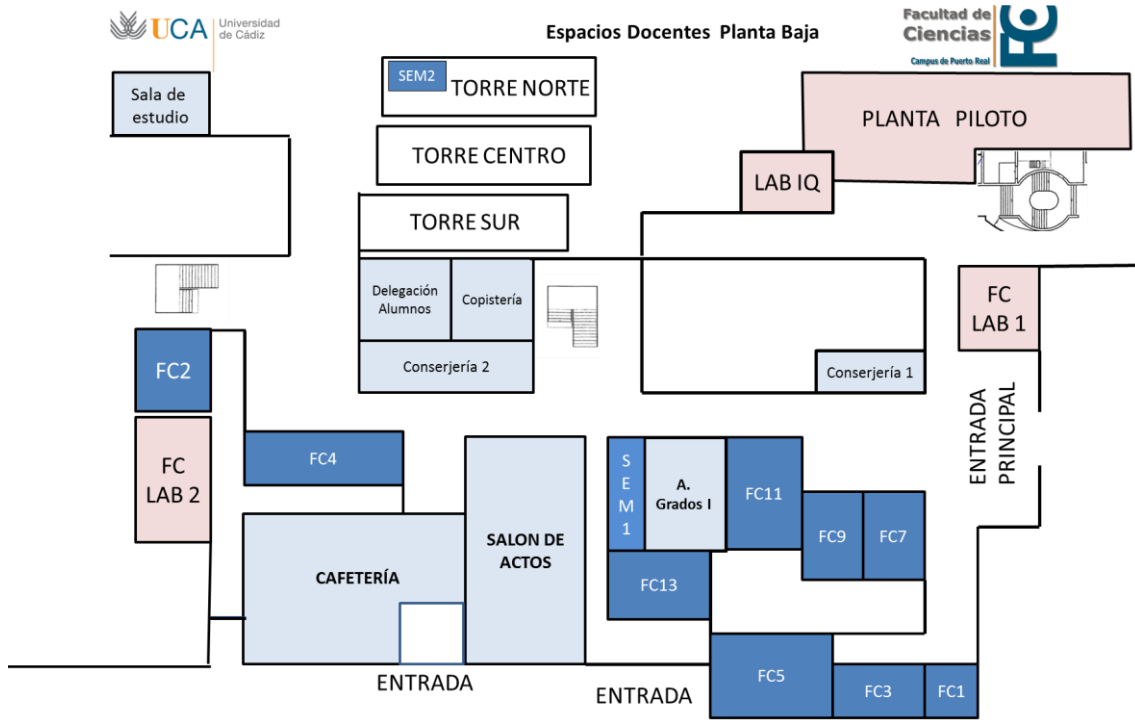 UCA
Universidad
de Cádiz
Espacios Docentes Planta Baja
Facultad de
Ciencias
Campus de Puerto Real
FC
SEM2
TORRE NORTE
Sala de
estudio
PLANTA PILOTO
TORRE CENTRO
LAB IQ
TORRE SUR
Delegación
Alumnos
Copistería
FC
LAB 1
Conserjería 2
Conserjería 1
FC2
ENTRADA
PRINCIPAL
FC
LAB 2
FC4
SEM1
A.
Grados I
FC11
SALON DE
ACTOS
FC9
FC7
CAFETERÍA
FC13
FC5
FC3
FC1
ENTRADA
ENTRADA